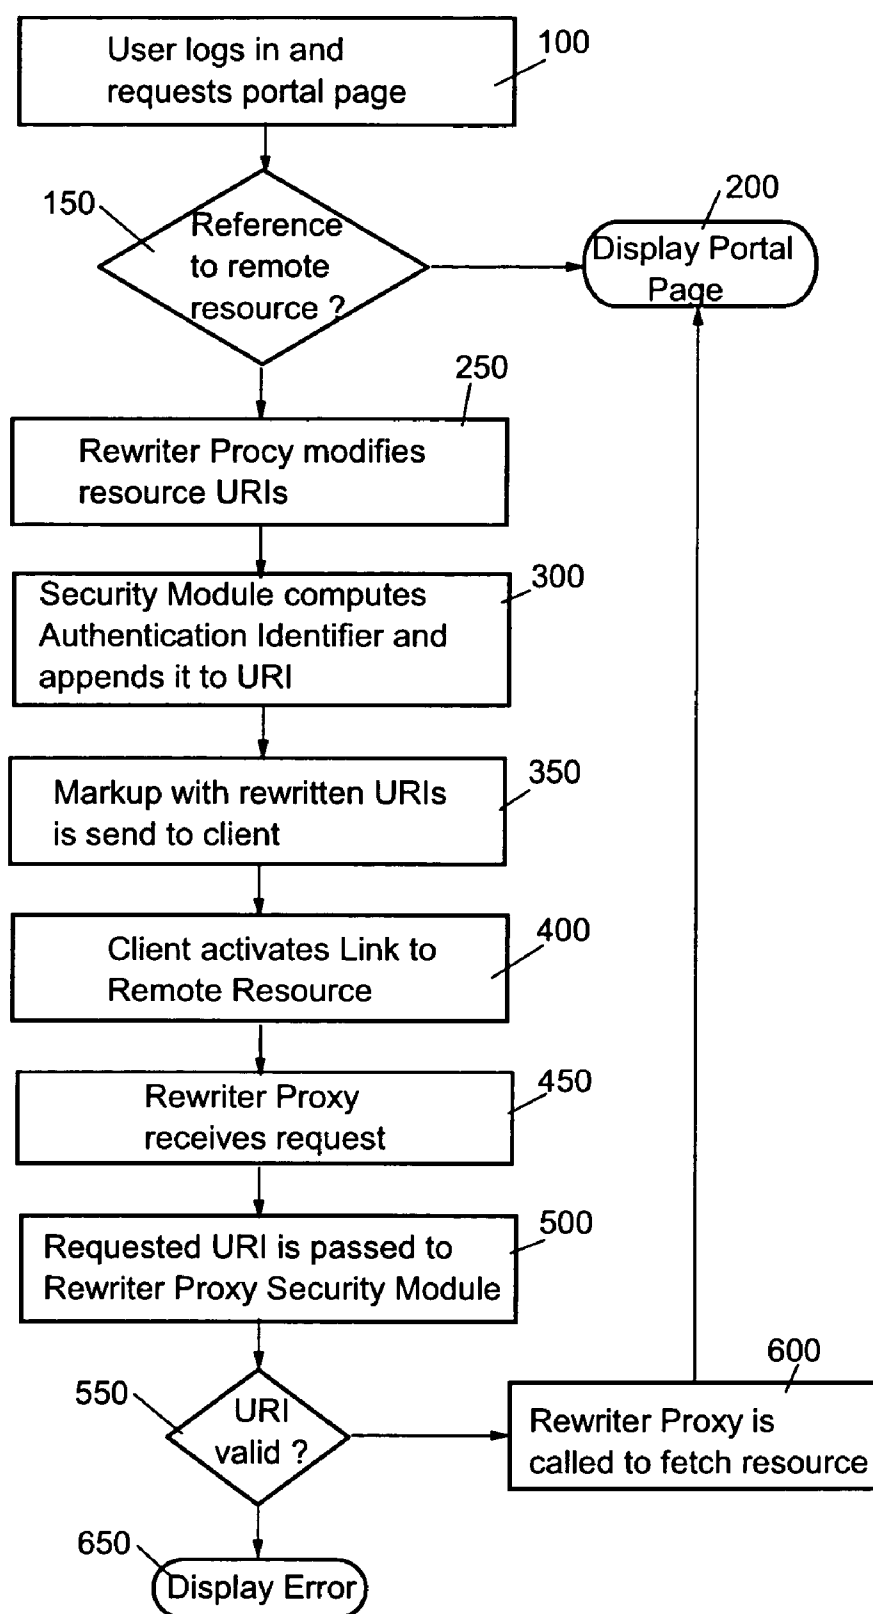 User logs in and
requests portal page
100
150
Reference
to remote
resource ?
200
Display Portal
Page
250
Rewriter Procy modifies
resource URIs
300
Security Module computes
Authentication Identifier and
appends it to URI
350
Markup with rewritten URIs
is send to client
400
Client activates Link to
Remote Resource
450
Rewriter Proxy
receives request
500
Requested URI is passed to
Rewriter Proxy Security Module
550
URI
valid ?
600
Rewriter Proxy is
called to fetch resource
650
Display Error